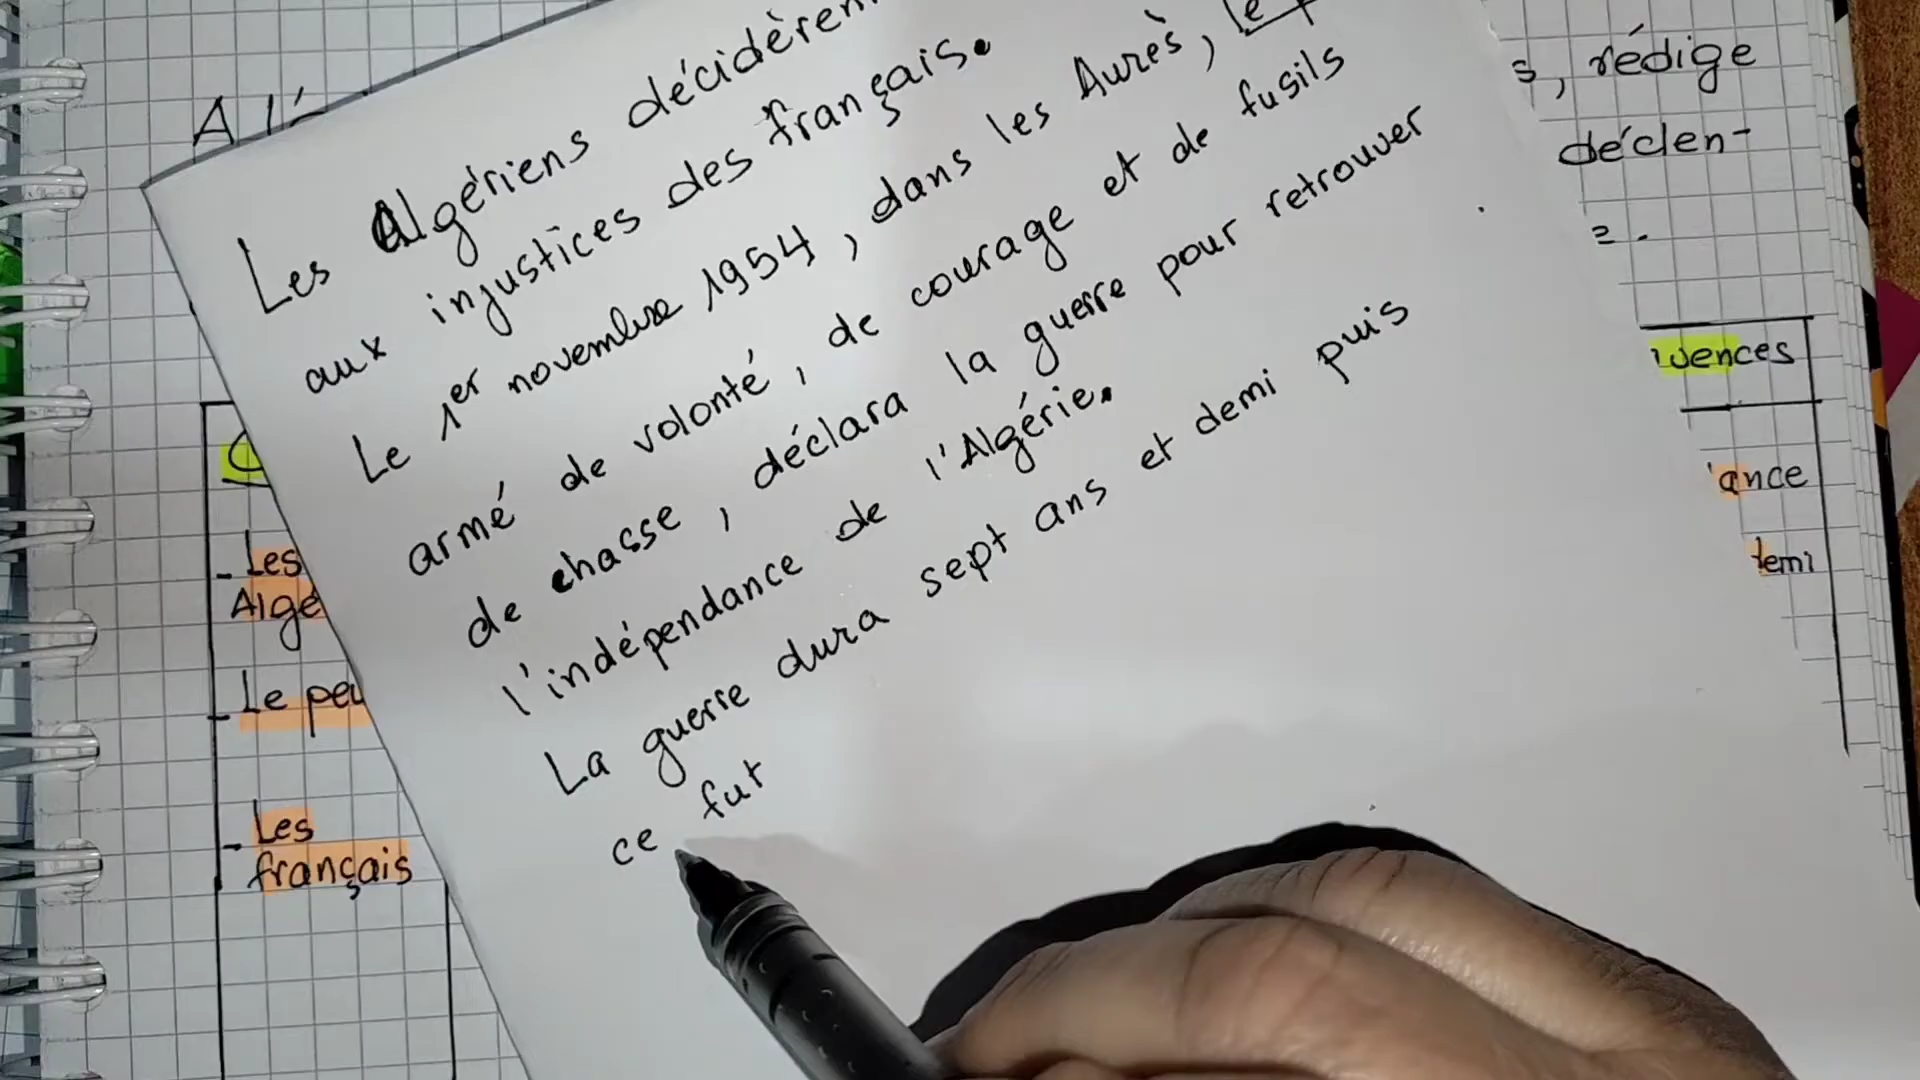 Les Algériens décidèren
aux injustices des français.
Le 1er novembre 1954, dans les Aurès, le
armé de volonté, de courage et de fusils
de chasse, déclara la guerre pour retrouver
l'indépendance de l'Algérie.
La guerre dura sept ans et demi puis
ce fut
A l'
s, rédige
déclen-
uences
ance
demi
- Les
Algé
- Le peu
- Les
français